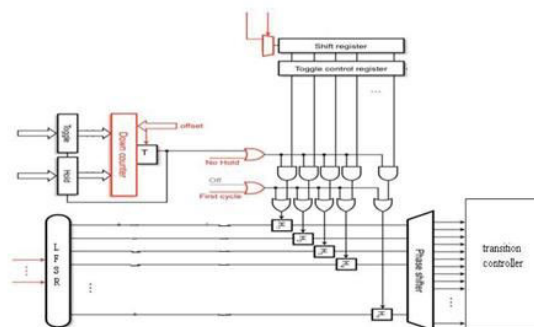 Shift register
Toggle control register
...
Toggle
Down counter
offset
T
Hold
No Hold
Off
First cycle
L
F
S
R
Phase shifter
transition
controller